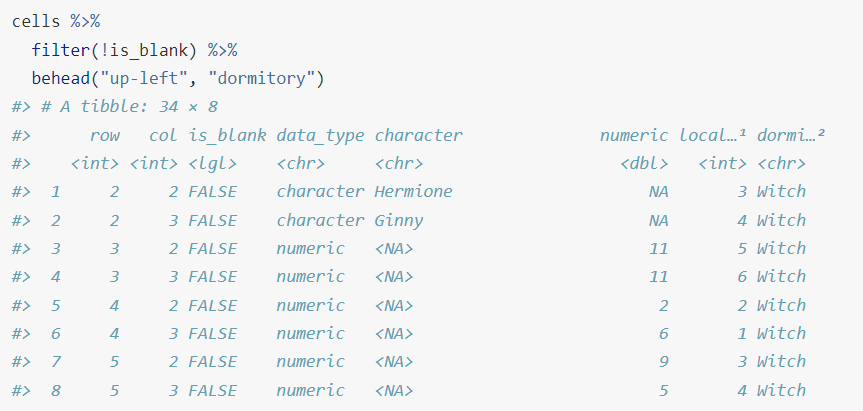 cells %>%
  filter(!is_blank) %>%
  behead("up-left", "dormitory")
#> # A tibble: 34 × 8
#>      row   col is_blank data_type character              numeric local…¹ dormi…²
#>    <int> <int> <lgl>    <chr>     <chr>                    <dbl>   <int> <chr>
#>  1     2     2 FALSE    character Hermione                    NA       3 Witch
#>  2     2     3 FALSE    character Ginny                       NA       4 Witch
#>  3     3     2 FALSE    numeric   <NA>                        11       5 Witch
#>  4     3     3 FALSE    numeric   <NA>                        11       6 Witch
#>  5     4     2 FALSE    numeric   <NA>                         2       2 Witch
#>  6     4     3 FALSE    numeric   <NA>                         6       1 Witch
#>  7     5     2 FALSE    numeric   <NA>                         9       3 Witch
#>  8     5     3 FALSE    numeric   <NA>                         5       4 Witch